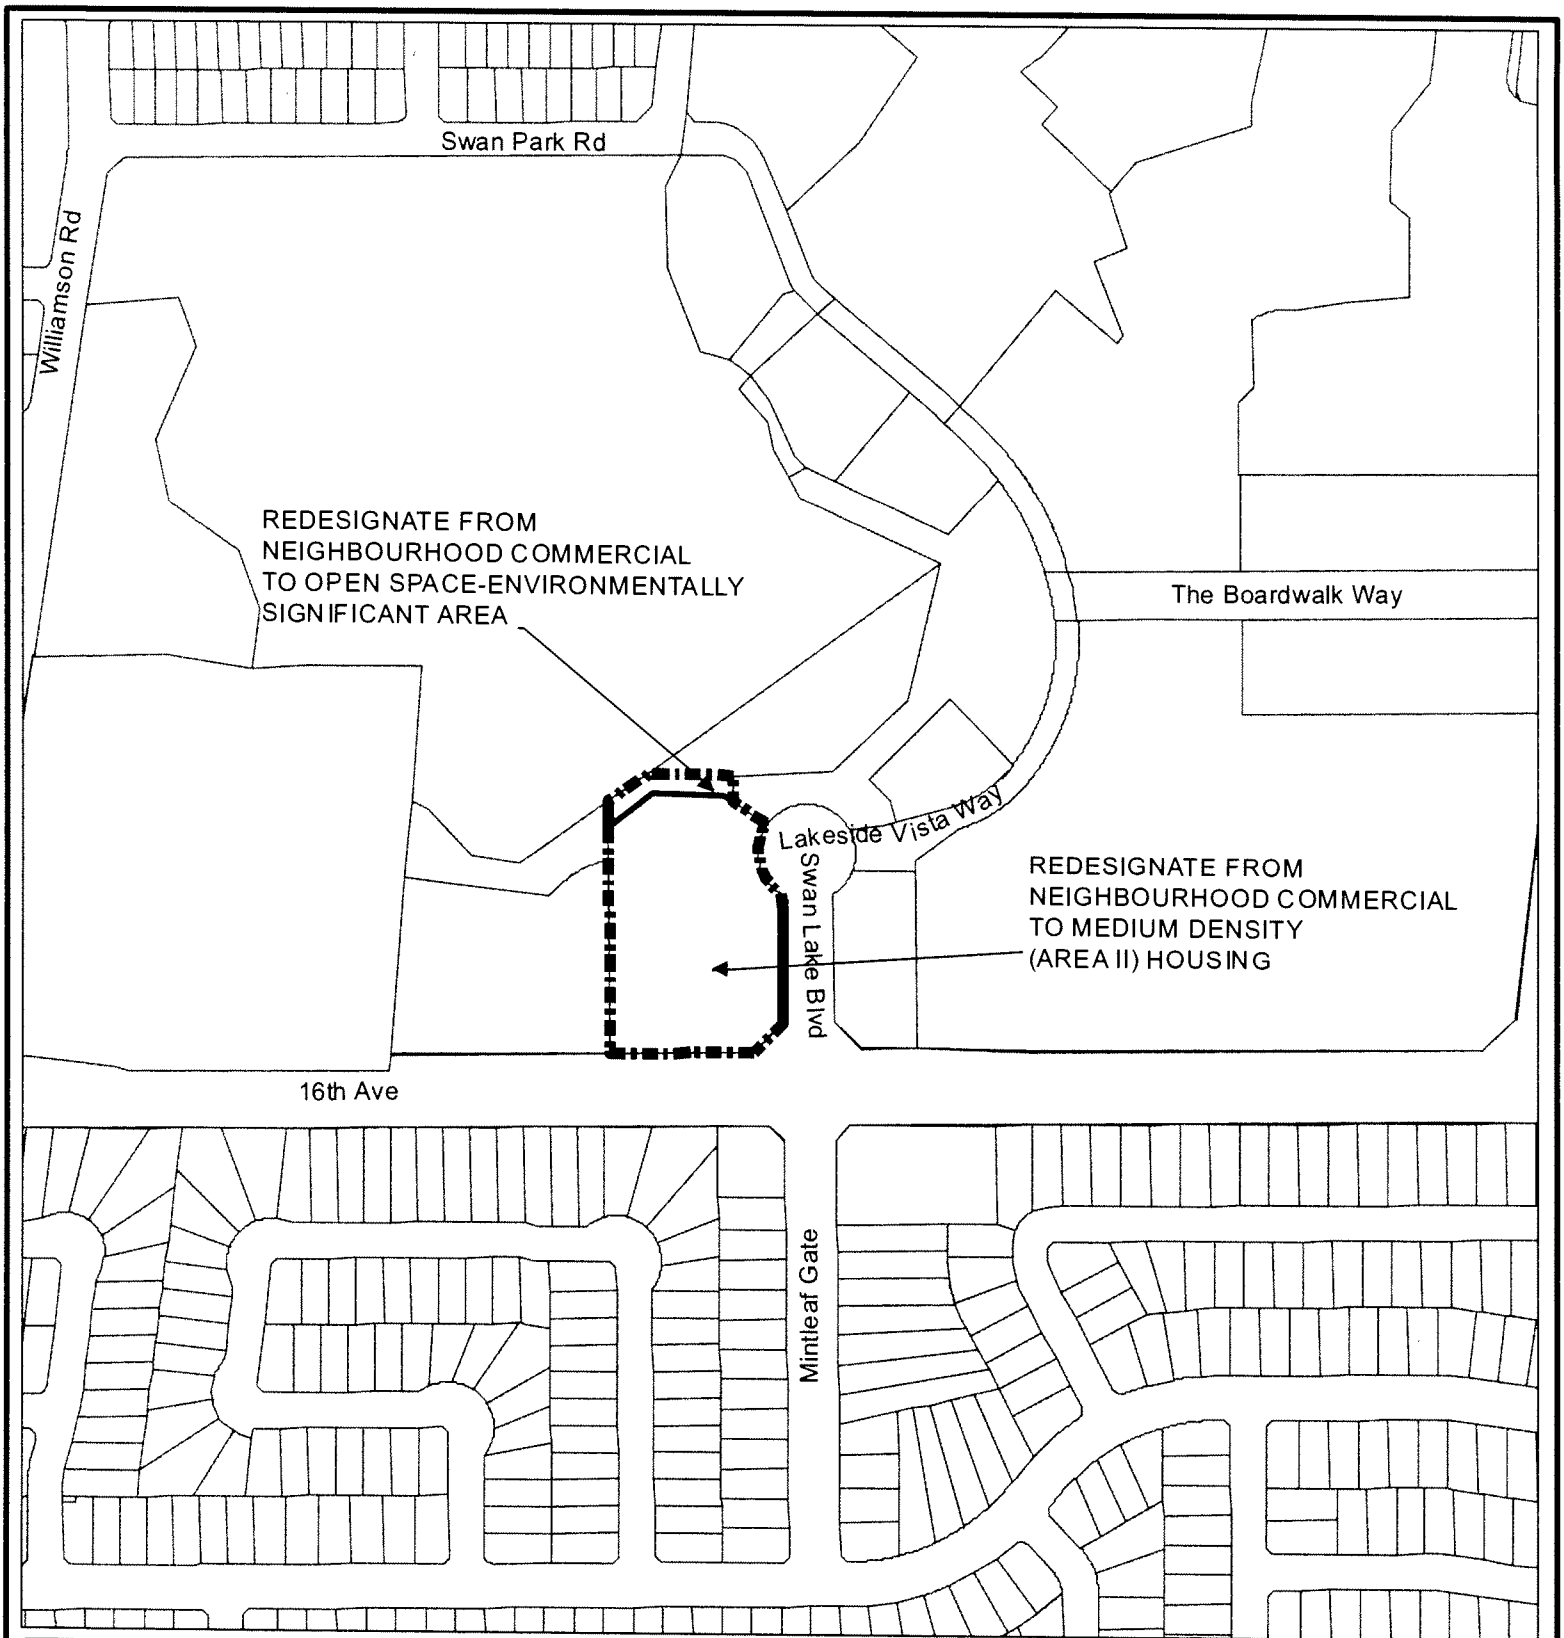 Swan Park Rd
Williamson Rd
REDESIGNATE FROM
NEIGHBOURHOOD COMMERCIAL
TO OPEN SPACE-ENVIRONMENTALLY
SIGNIFICANT AREA
The Boardwalk Way
Lakeside Vista Way
Swan Lake Blvd
REDESIGNATE FROM
NEIGHBOURHOOD COMMERCIAL
TO MEDIUM DENSITY
(AREA II) HOUSING
16th Ave
Mintleaf Gate